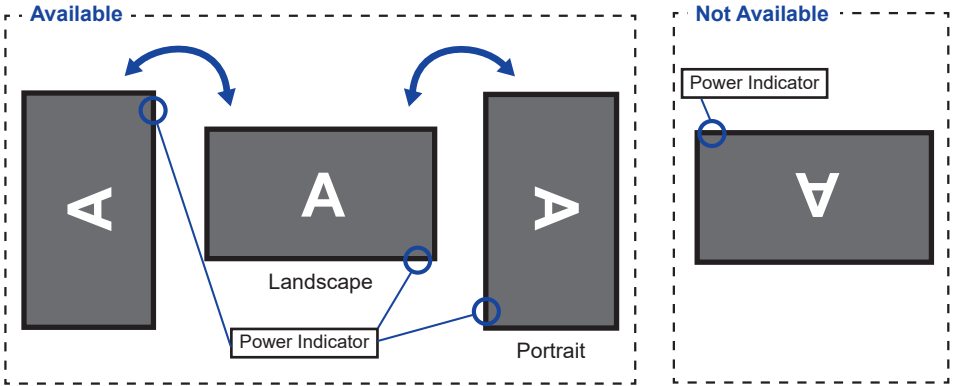 Available
Not Available
Power Indicator
A
A
A
A
Landscape
Power Indicator
Portrait